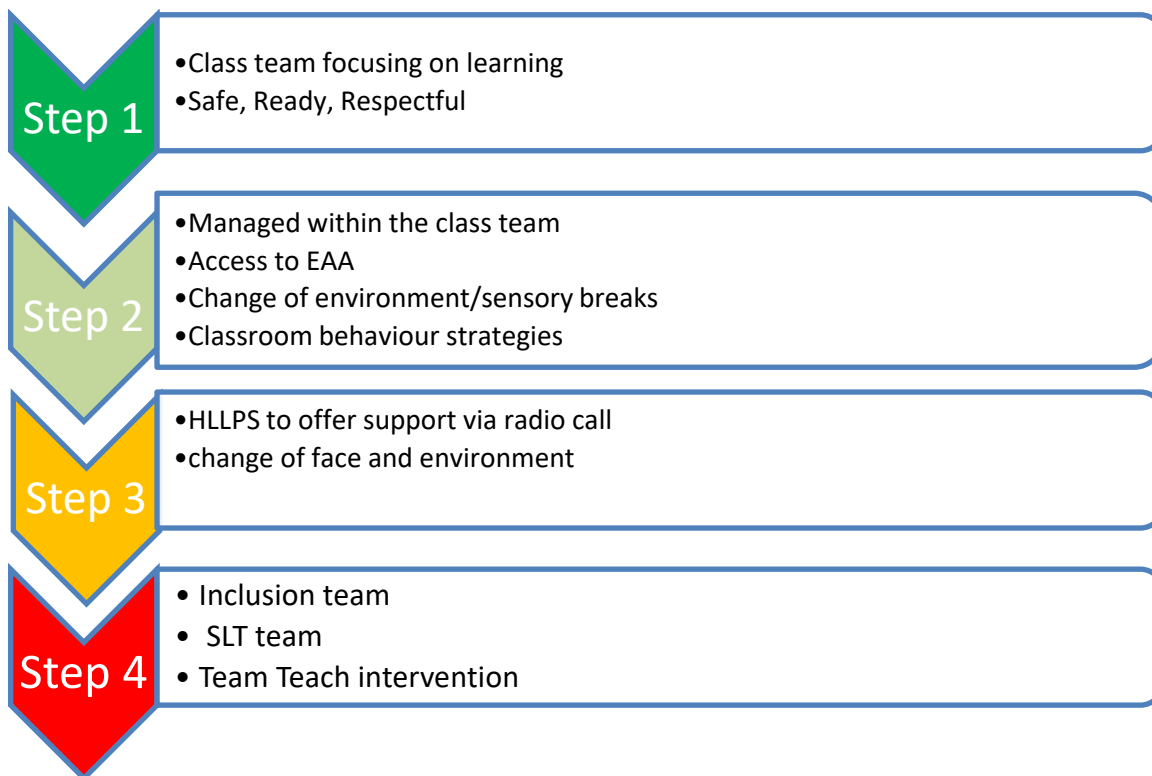 Step 1
•Class team focusing on learning
•Safe, Ready, Respectful
Step 2
•Managed within the class team
•Access to EAA
•Change of environment/sensory breaks
•Classroom behaviour strategies
Step 3
•HLLPS to offer support via radio call
•change of face and environment
Step 4
• Inclusion team
• SLT team
• Team Teach intervention